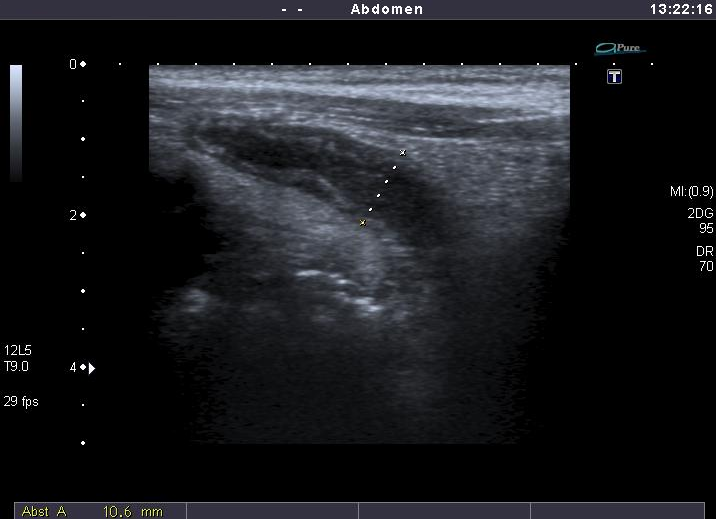 - - Abdomen 13:22:16
aPure
T
0
2
4
MI:(0.9)
2DG
95
DR
70
12L5
T9.0
29 fps
Abst A 10.6 mm